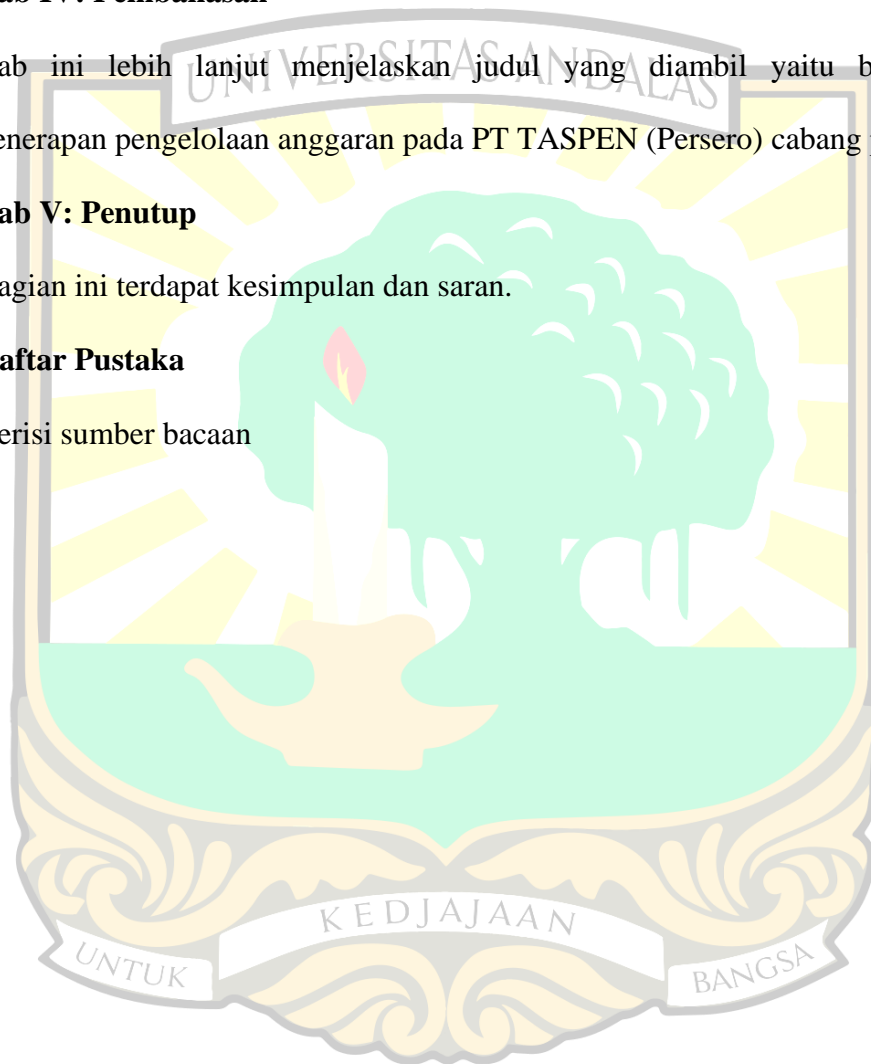 ab IV: Pembahasan
UNIVERSITAS ANDALAS
ab ini lebih lanjut menjelaskan judul yang diambil yaitu b
enerapan pengelolaan anggaran pada PT TASPEN (Persero) cabang p
ab V: Penutup
agian ini terdapat kesimpulan dan saran.
aftar Pustaka
erisi sumber bacaan
UNTUK KEDJAJAAN BANGSA